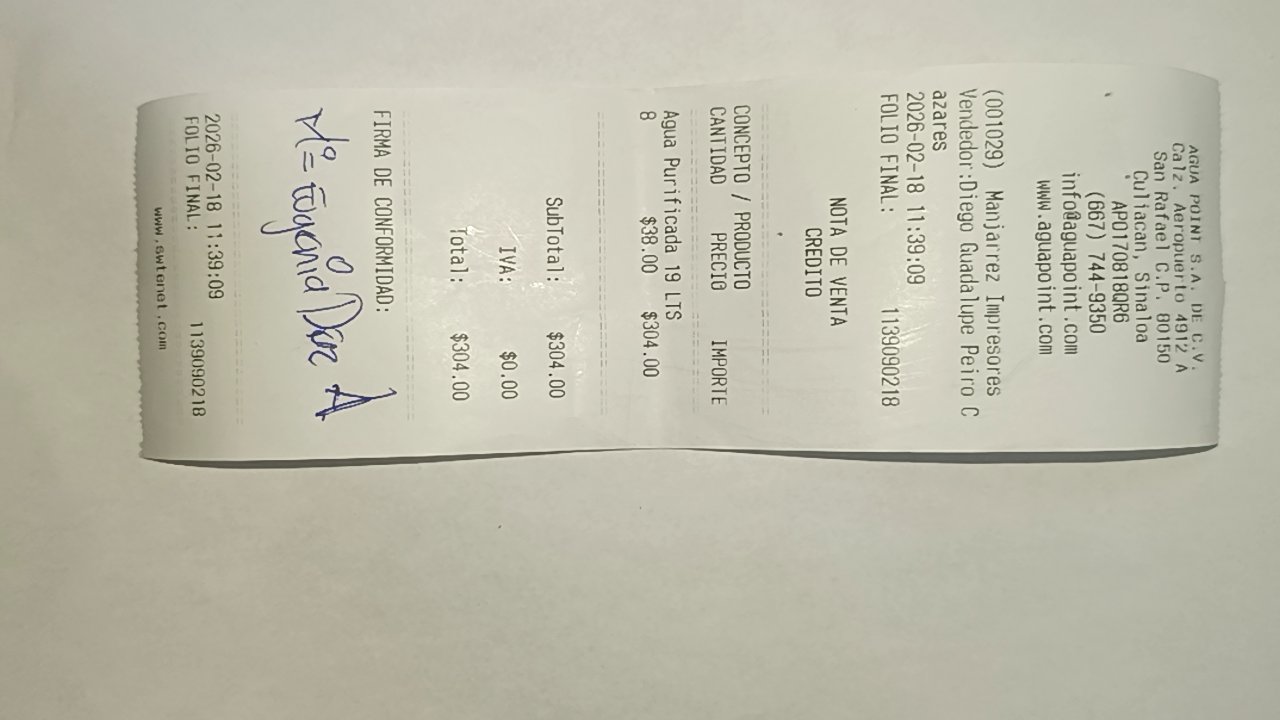 AGUA POINT S.A. DE C.V.
Calz. Aeropuerto 4912 A
San Rafael C.P. 80150
Culiacan, Sinaloa
APO170818QR6
(667) 744-9350
info@aguapoint.com
www.aguapoint.com
(001029) Manjarrez Impresores
Vendedor:Diego Guadalupe Peiro C
azares
2026-02-18 11:39:09
FOLIO FINAL: 1139090218
NOTA DE VENTA
CREDITO
CONCEPTO / PRODUCTO
CANTIDAD PRECIO IMPORTE
Agua Purificada 19 LTS
8 $38.00 $304.00
SubTotal: $304.00
IVA: $0.00
Total: $304.00
FIRMA DE CONFORMIDAD:
Eugenia
2026-02-18 11:39:09
FOLIO FINAL: 1139090218
www.swtenet.com